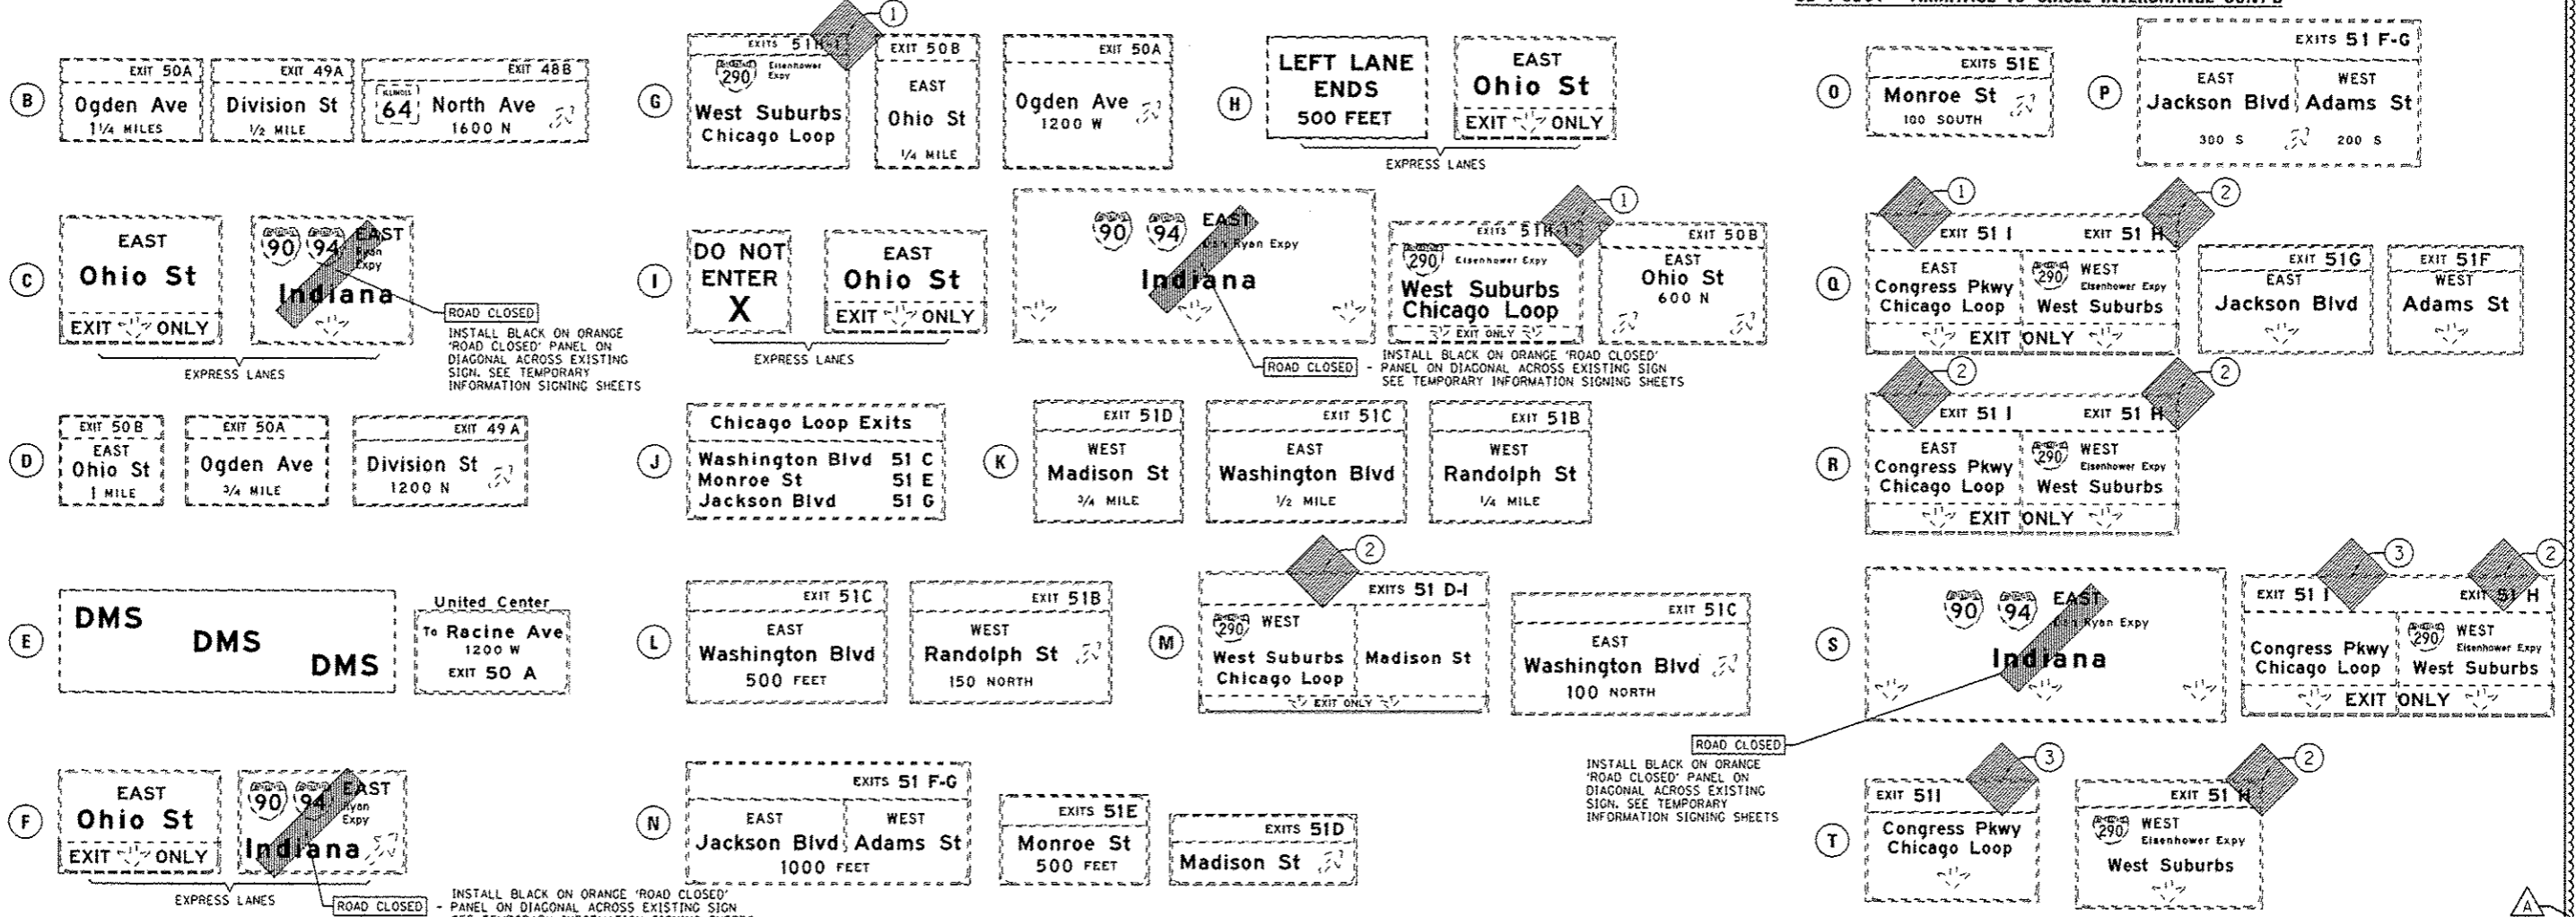 B
EXIT 50A
Ogden Ave
1 1/4 MILES
EXIT 49A
Division St
1/2 MILE
EXIT 48B
ILLINOIS
64 North Ave
1600 N
C
EAST
Ohio St
EXIT ONLY
90 94 EAST
Ryan
Expy
Indiana
EXPRESS LANES
ROAD CLOSED
INSTALL BLACK ON ORANGE
'ROAD CLOSED' PANEL ON
DIAGONAL ACROSS EXISTING
SIGN. SEE TEMPORARY
INFORMATION SIGNING SHEETS
D
EXIT 50B
EAST
Ohio St
1 MILE
EXIT 50A
Ogden Ave
3/4 MILE
EXIT 49A
Division St
1200 N
E
DMS
DMS
DMS
United Center
To Racine Ave
1200 W
EXIT 50 A
F
EAST
Ohio St
EXIT ONLY
90 94 EAST
Ryan
Expy
Indiana
EXPRESS LANES
ROAD CLOSED
INSTALL BLACK ON ORANGE 'ROAD CLOSED'
- PANEL ON DIAGONAL ACROSS EXISTING SIGN
G
1
EXITS 51H-I
290 Eisenhower
Expy
West Suburbs
Chicago Loop
EXIT 50B
EAST
Ohio St
1/4 MILE
EXIT 50A
Ogden Ave
1200 W
H
LEFT LANE
ENDS
500 FEET
EAST
Ohio St
EXIT ONLY
EXPRESS LANES
I
DO NOT
ENTER
X
EAST
Ohio St
EXIT ONLY
EXPRESS LANES
90 94 EAST
Ryan Expy
Indiana
1
EXITS 51H-I
290 Eisenhower Expy
West Suburbs
Chicago Loop
EXIT ONLY
EXIT 50B
EAST
Ohio St
600 N
ROAD CLOSED
INSTALL BLACK ON ORANGE 'ROAD CLOSED'
- PANEL ON DIAGONAL ACROSS EXISTING SIGN
SEE TEMPORARY INFORMATION SIGNING SHEETS
J
Chicago Loop Exits
Washington Blvd 51 C
Monroe St 51 E
Jackson Blvd 51 G
K
EXIT 51D
WEST
Madison St
3/4 MILE
EXIT 51C
EAST
Washington Blvd
1/2 MILE
EXIT 51B
WEST
Randolph St
1/4 MILE
L
EXIT 51C
EAST
Washington Blvd
500 FEET
EXIT 51B
WEST
Randolph St
150 NORTH
M
2
EXITS 51 D-I
290 WEST
West Suburbs
Chicago Loop
Madison St
EXIT ONLY
EXIT 51C
EAST
Washington Blvd
100 NORTH
N
EXITS 51 F-G
EAST
Jackson Blvd
WEST
Adams St
1000 FEET
EXITS 51E
Monroe St
500 FEET
EXITS 51D
Madison St
O
EXITS 51E
Monroe St
100 SOUTH
P
EXITS 51 F-G
EAST
Jackson Blvd
300 S
WEST
Adams St
200 S
Q
1
2
EXIT 51 I
EXIT 51 H
EAST
Congress Pkwy
Chicago Loop
290 WEST
Eisenhower Expy
West Suburbs
EXIT ONLY
EXIT 51G
EAST
Jackson Blvd
EXIT 51F
WEST
Adams St
R
2
2
EXIT 51 I
EXIT 51 H
EAST
Congress Pkwy
Chicago Loop
290 WEST
Eisenhower Expy
West Suburbs
EXIT ONLY
S
90 94 EAST
Ryan Expy
Indiana
3
2
EXIT 51 I
EXIT 51 H
Congress Pkwy
Chicago Loop
290 WEST
Eisenhower Expy
West Suburbs
EXIT ONLY
ROAD CLOSED
INSTALL BLACK ON ORANGE
'ROAD CLOSED' PANEL ON
DIAGONAL ACROSS EXISTING
SIGN. SEE TEMPORARY
INFORMATION SIGNING SHEETS
T
3
EXIT 51I
Congress Pkwy
Chicago Loop
2
EXIT 51 H
290 WEST
Eisenhower Expy
West Suburbs
A